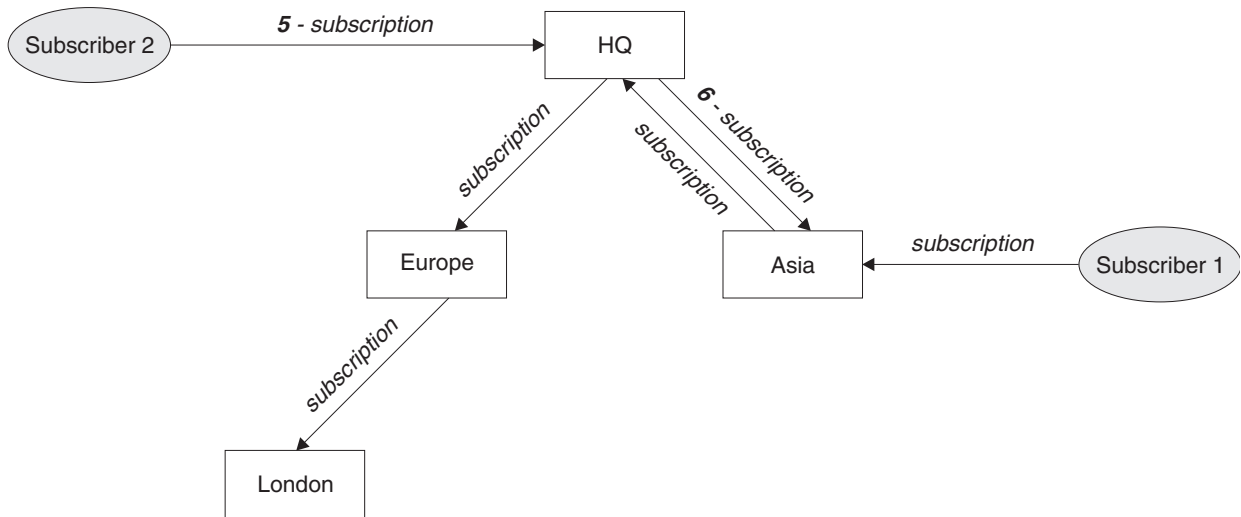 5 - subscription
Subscriber 2
HQ
6 - subscription
subscription
subscription
Europe
Asia
subscription
Subscriber 1
subscription
London